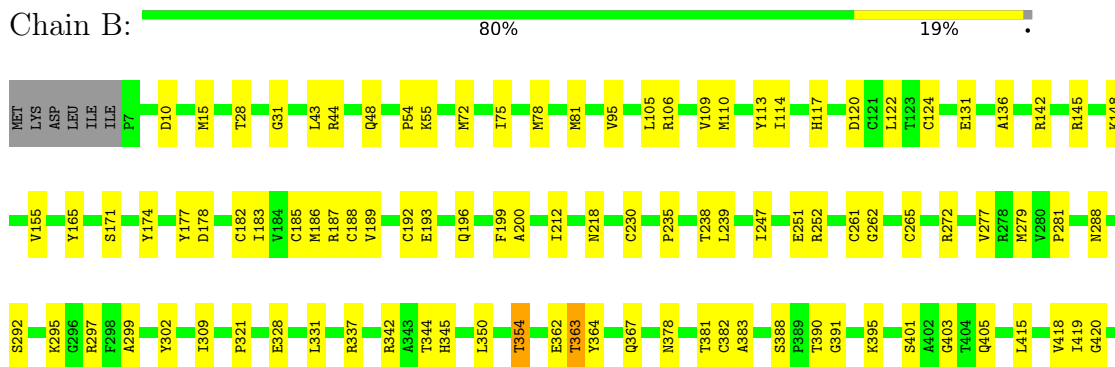 Chain B:
80% 19% •
MET LYS ASP LEU ILE ILE P7 D10 M15 T28 G31 L43 R44 Q48 P54 K55 M72 I75 M78 M81 V95 L105 R106 V109 M110 Y113 I114 H117 D120 C121 L122 T123 C124 E131 A136 R142 R145 K148
V155 Y165 S171 Y174 Y177 D178 C182 I183 V184 C185 M186 R187 C188 V189 C192 E193 Q196 F199 A200 I212 N218 C230 P235 T238 L239 I247 E251 R252 C261 G262 C265 R272 V277 R278 M279 V280 P281 N288
S292 K295 G296 R297 F298 A299 Y302 I309 P321 E328 L331 R337 R342 A343 T344 H345 L350 T354 E362 T363 Y364 Q367 N378 T381 C382 A383 S388 P389 T390 G391 K395 S401 A402 G403 T404 Q405 L415 V418 I419 G420